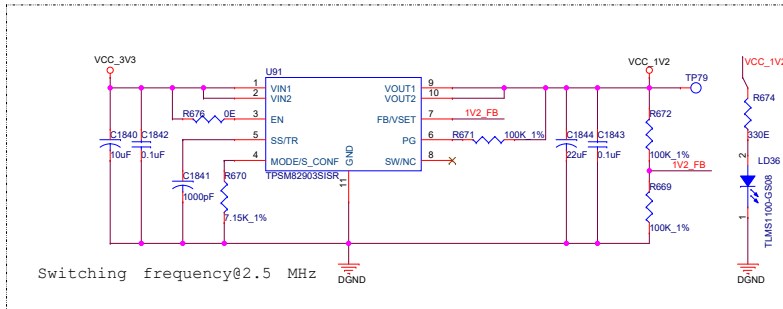 VCC_3V3
U91
VCC_1V2
VCC_1V2
TP79
1 VIN1
2 VIN2
VOUT1 9
VOUT2 10
R676 0E
3 EN
FB/VSET 7
1V2_FB
5 SS/TR
PG 6
R671 100K_1%
4 MODE/S_CONF
SW/NC 8
GND
11
TPSM82903SISR
C1840
10uF
C1842
0.1uF
C1841
1000pF
R670
7.15K_1%
C1844
22uF
C1843
0.1uF
R672
100K_1%
1V2_FB
R669
100K_1%
R674
330E
LD36
2
1
TLMS1100-GS08
DGND
DGND
Switching frequency@2.5 MHz